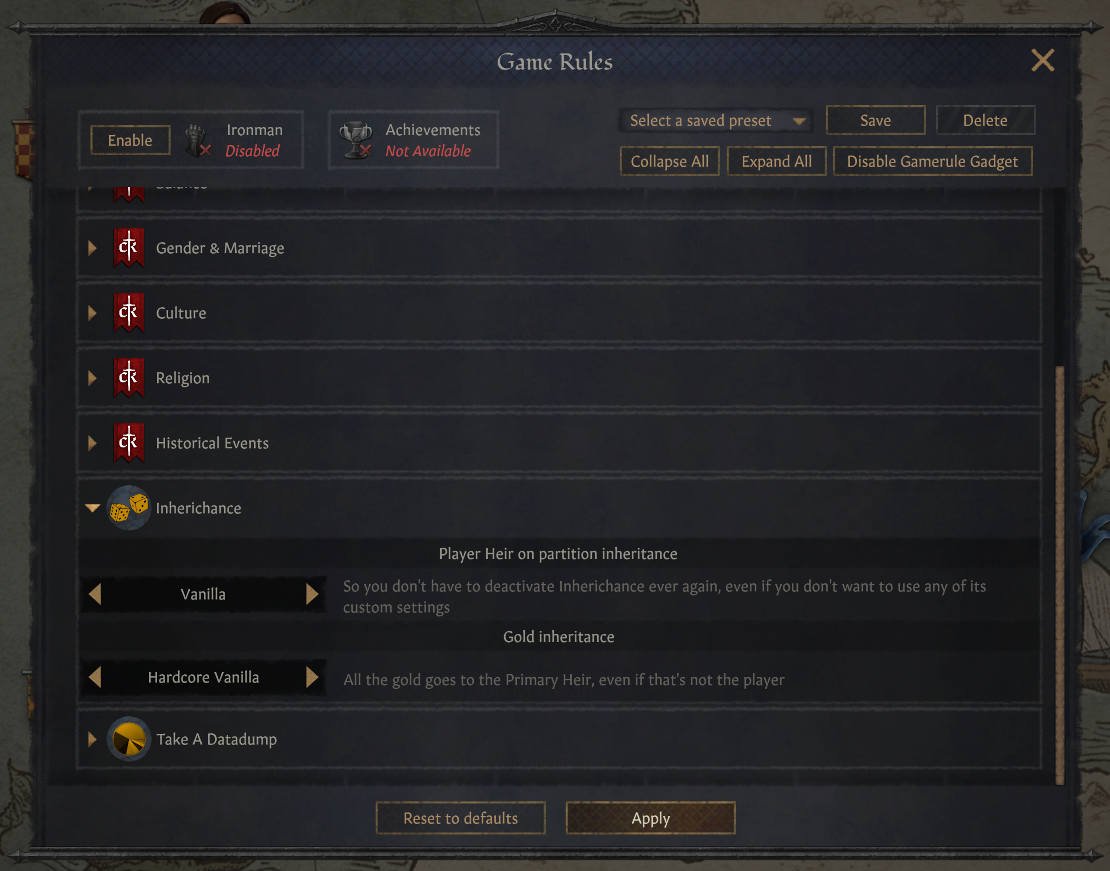 Game Rules
Enable
Ironman
Disabled
Achievements
Not Available
Select a saved preset
Save
Delete
Collapse All
Expand All
Disable Gamerule Gadget
Gender & Marriage
Culture
Religion
Historical Events
Inherichance
Player Heir on partition inheritance
Vanilla
So you don't have to deactivate Inherichance ever again, even if you don't want to use any of its
custom settings
Gold inheritance
Hardcore Vanilla
All the gold goes to the Primary Heir, even if that's not the player
Take A Datadump
Reset to defaults
Apply